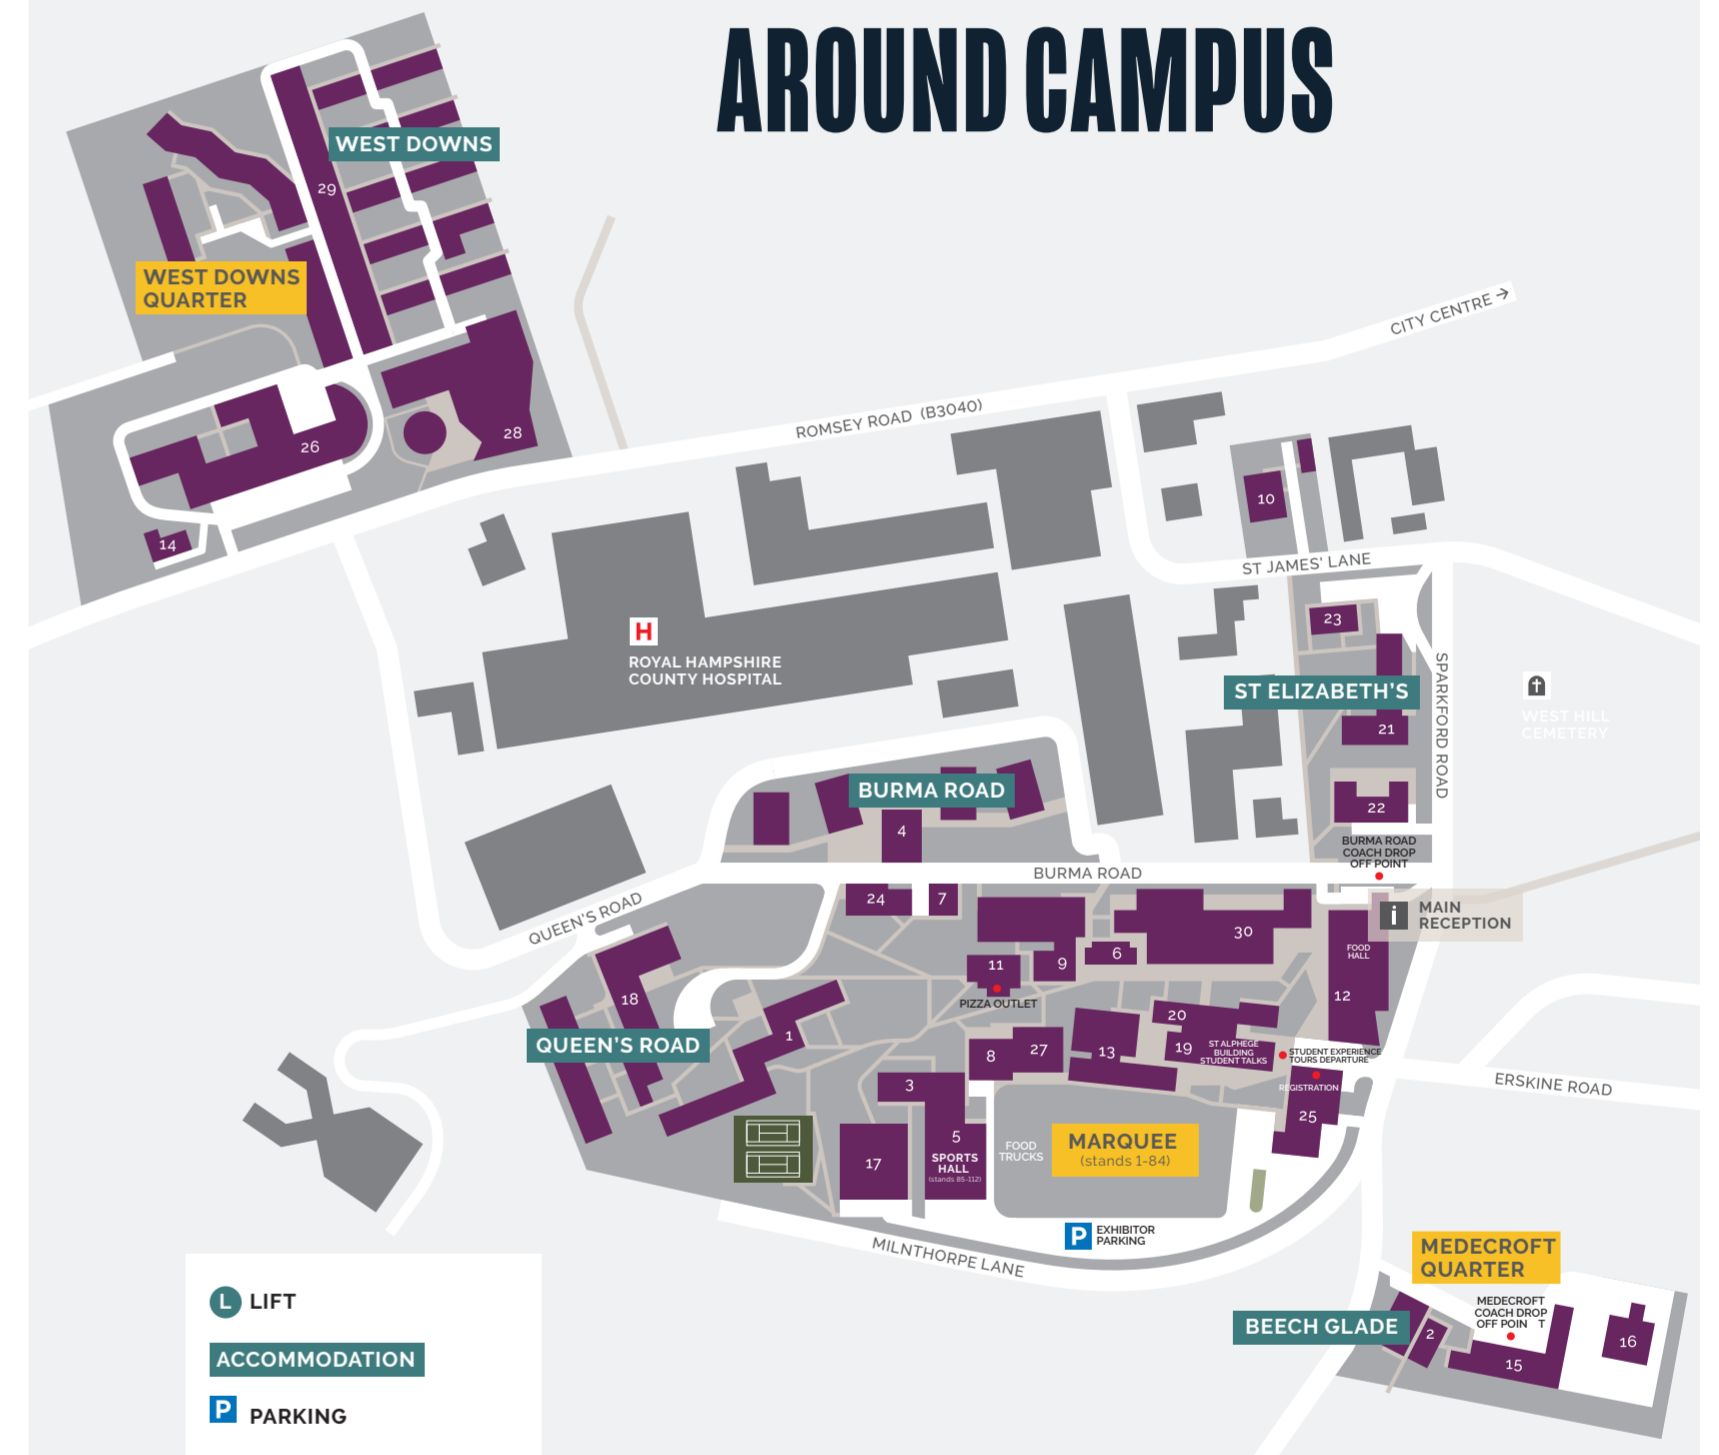 AROUND CAMPUS
WEST DOWNS
29
WEST DOWNS
QUARTER
26
28
14
CITY CENTRE →
ROMSEY ROAD (B3040)
10
ST JAMES' LANE
H
ROYAL HAMPSHIRE
COUNTY HOSPITAL
23
SPARKFORD ROAD
ST ELIZABETH'S
21
WEST HILL
CEMETERY
22
BURMA ROAD
4
BURMA ROAD
COACH DROP
OFF POINT
BURMA ROAD
QUEEN'S ROAD
24
7
i
MAIN
RECEPTION
30
6
9
11
PIZZA OUTLET
FOOD
HALL
12
18
QUEEN'S ROAD
1
20
19
ST ALPHEGE
BUILDING
STUDENT TALKS
STUDENT EXPERIENCE
TOURS DEPARTURE
13
27
8
3
REGISTRATION
25
ERSKINE ROAD
5
SPORTS
HALL
(stands 85-112)
17
FOOD
TRUCKS
MARQUEE
(stands 1-84)
P
EXHIBITOR
PARKING
MILNTHORPE LANE
MEDECROFT
QUARTER
MEDECROFT
COACH DROP
OFF POIN T
BEECH GLADE
2
15
16
L LIFT
ACCOMMODATION
P PARKING